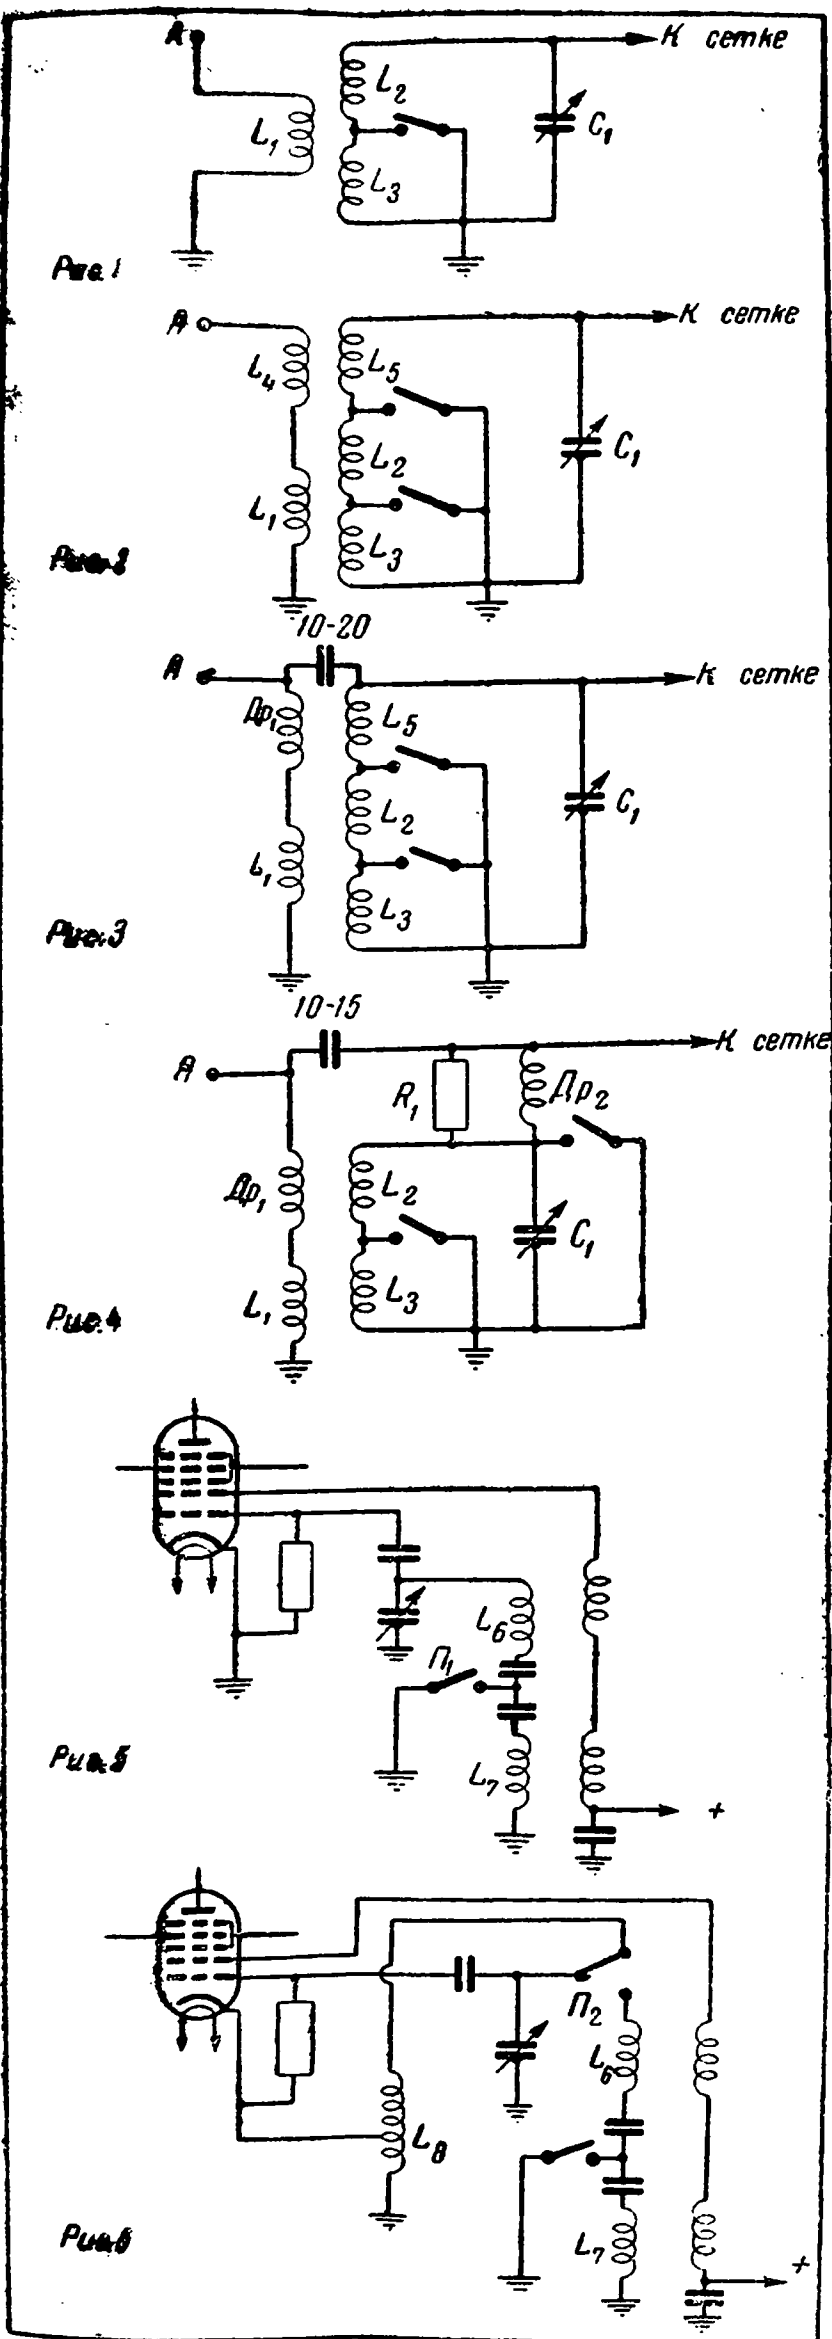 А
К сетке
L₂
L₁
C₁
L₃
Рис. 1
А
К сетке
L₄
L₅
C₁
L₂
L₁
L₃
Рис. 2
10-20
А
К сетке
Др₁
L₅
C₁
L₂
L₁
L₃
Рис. 3
10-15
К сетке
А
R₁
Др₂
Др₁
L₂
C₁
L₁
L₃
Рис. 4
L₆
П₁
Рис. 5
L₇
+
П₂
L₆
L₈
Рис. 6
L₇
+